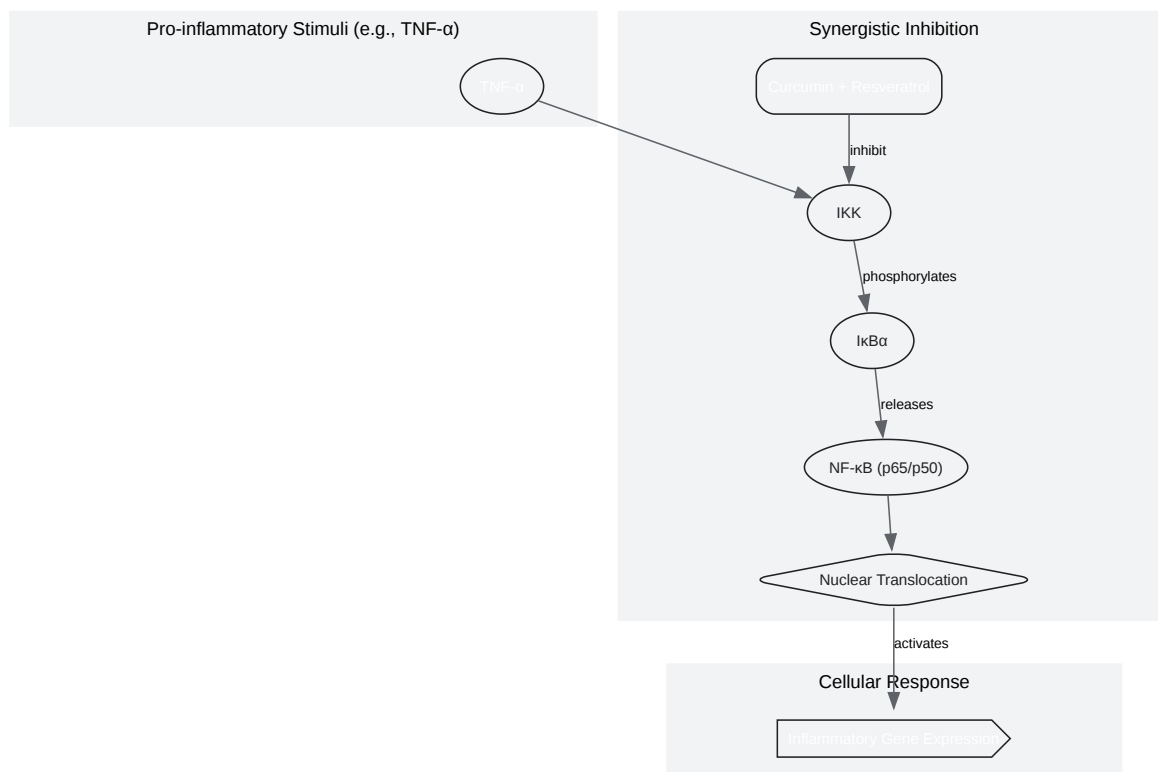 Pro-inflammatory Stimuli (e.g., TNF-α)
TNF-α
Synergistic Inhibition
Curcumin + Resveratrol
inhibit
IKK
phosphorylates
IκBα
releases
NF-κB (p65/p50)
Nuclear Translocation
activates
Cellular Response
Inflammatory Gene Expression